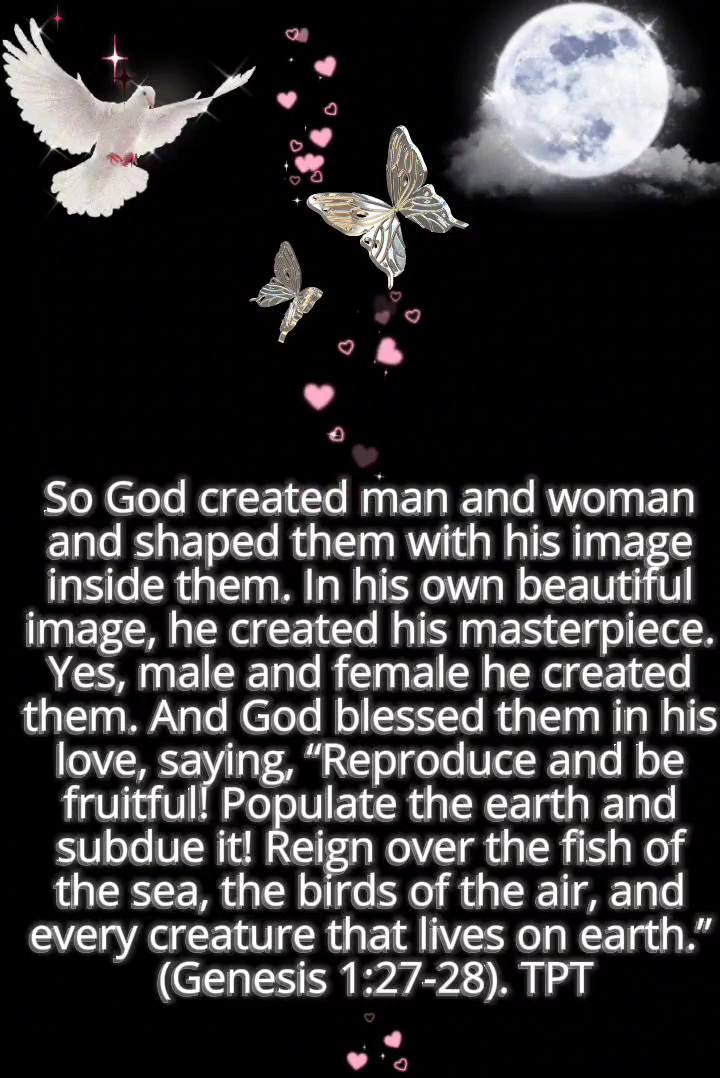 So God created man and woman
and shaped them with his image
inside them. In his own beautiful
image, he created his masterpiece.
Yes, male and female he created
them. And God blessed them in his
love, saying, “Reproduce and be
fruitful! Populate the earth and
subdue it! Reign over the fish of
the sea, the birds of the air, and
every creature that lives on earth.”
(Genesis 1:27-28). TPT